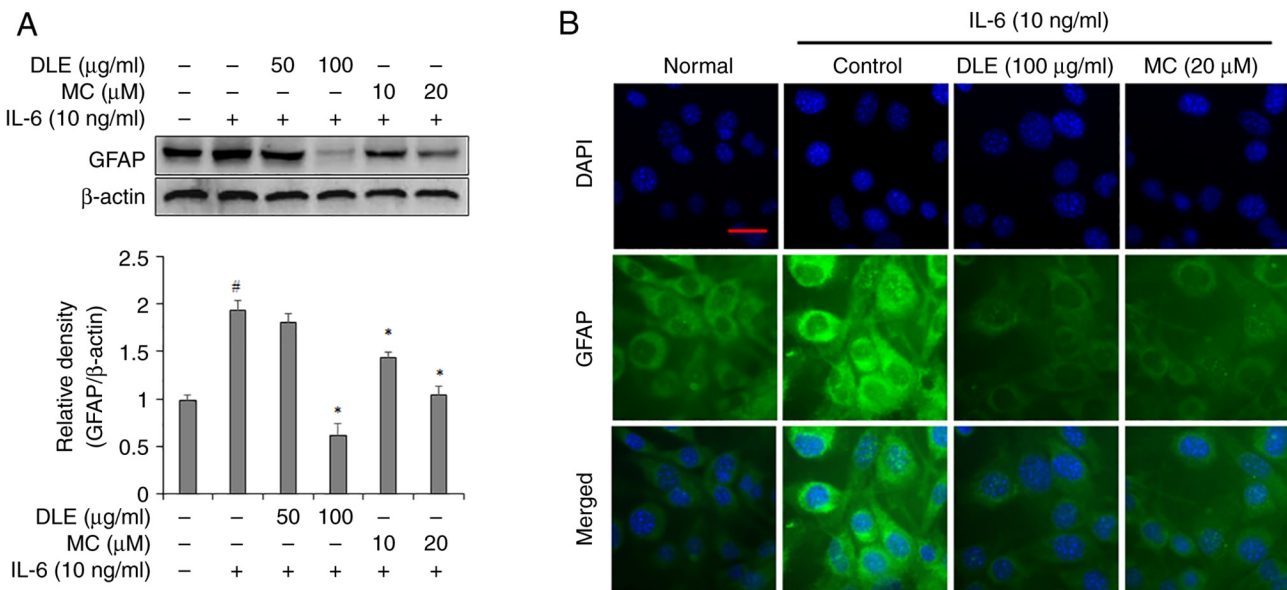 A
DLE (μg/ml) – – 50 100 – –
MC (μM) – – – – 10 20
IL-6 (10 ng/ml) – + + + + +
GFAP
β-actin
Relative density
(GFAP/β-actin)
2.5
2
1.5
1
0.5
0
#
*
*
*
DLE (μg/ml) – – 50 100 – –
MC (μM) – – – – 10 20
IL-6 (10 ng/ml) – + + + + +
B
IL-6 (10 ng/ml)
Normal Control DLE (100 μg/ml) MC (20 μM)
DAPI
GFAP
Merged